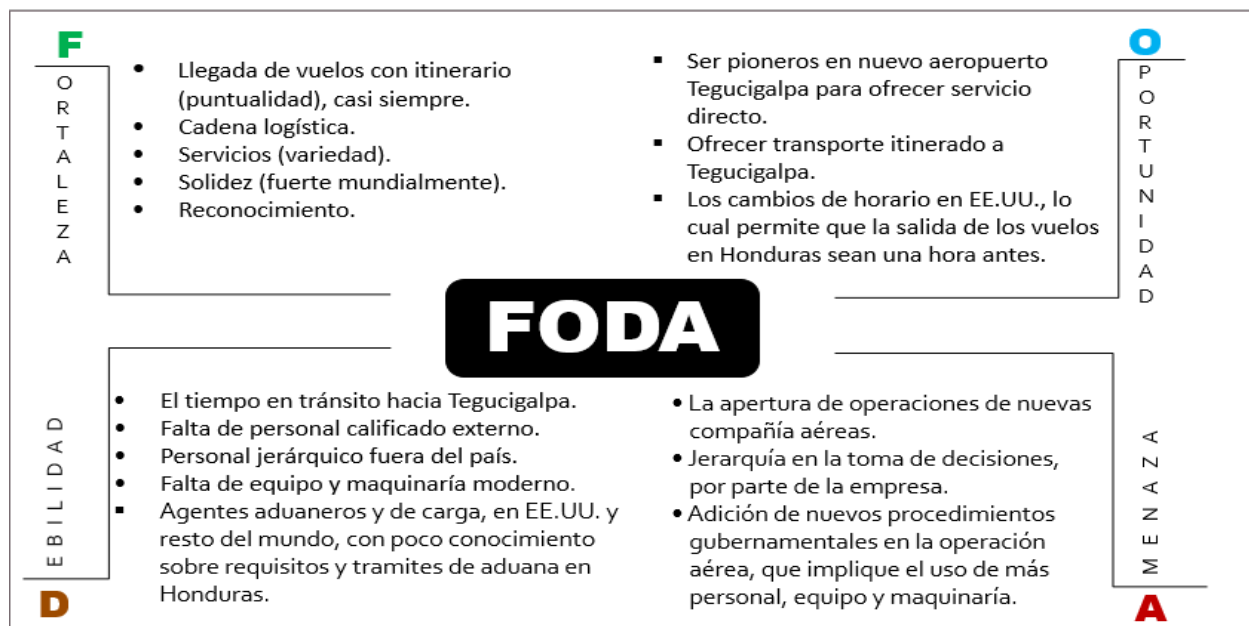 F
ORTALEZA
• Llegada de vuelos con itinerario
(puntualidad), casi siempre.
• Cadena logística.
• Servicios (variedad).
• Solidez (fuerte mundialmente).
• Reconocimiento.
O
PORTUNIDAD
▪ Ser pioneros en nuevo aeropuerto
Tegucigalpa para ofrecer servicio
directo.
▪ Ofrecer transporte itinerado a
Tegucigalpa.
▪ Los cambios de horario en EE.UU., lo
cual permite que la salida de los vuelos
en Honduras sean una hora antes.
FODA
D
EBILIDAD
• El tiempo en tránsito hacia Tegucigalpa.
• Falta de personal calificado externo.
• Personal jerárquico fuera del país.
• Falta de equipo y maquinaría moderno.
▪ Agentes aduaneros y de carga, en EE.UU. y
resto del mundo, con poco conocimiento
sobre requisitos y tramites de aduana en
Honduras.
A
MENAZA
• La apertura de operaciones de nuevas
compañía aéreas.
• Jerarquía en la toma de decisiones,
por parte de la empresa.
• Adición de nuevos procedimientos
gubernamentales en la operación
aérea, que implique el uso de más
personal, equipo y maquinaría.